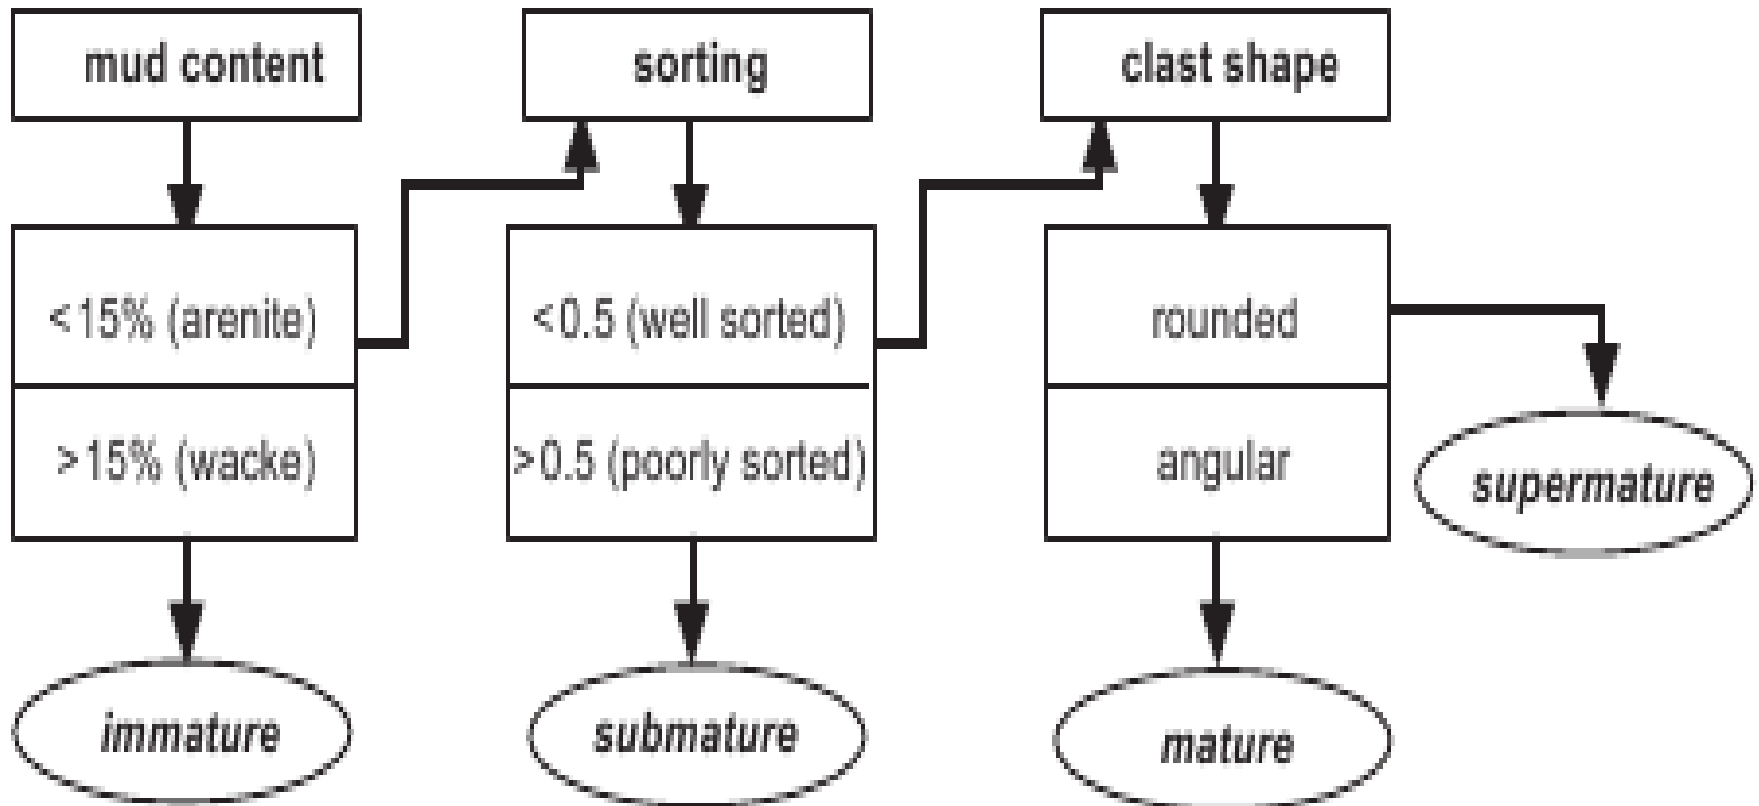 mud content
sorting
clast shape
<15% (arenite)
>15% (wacke)
<0.5 (well sorted)
>0.5 (poorly sorted)
rounded
angular
supermature
immature
submature
mature